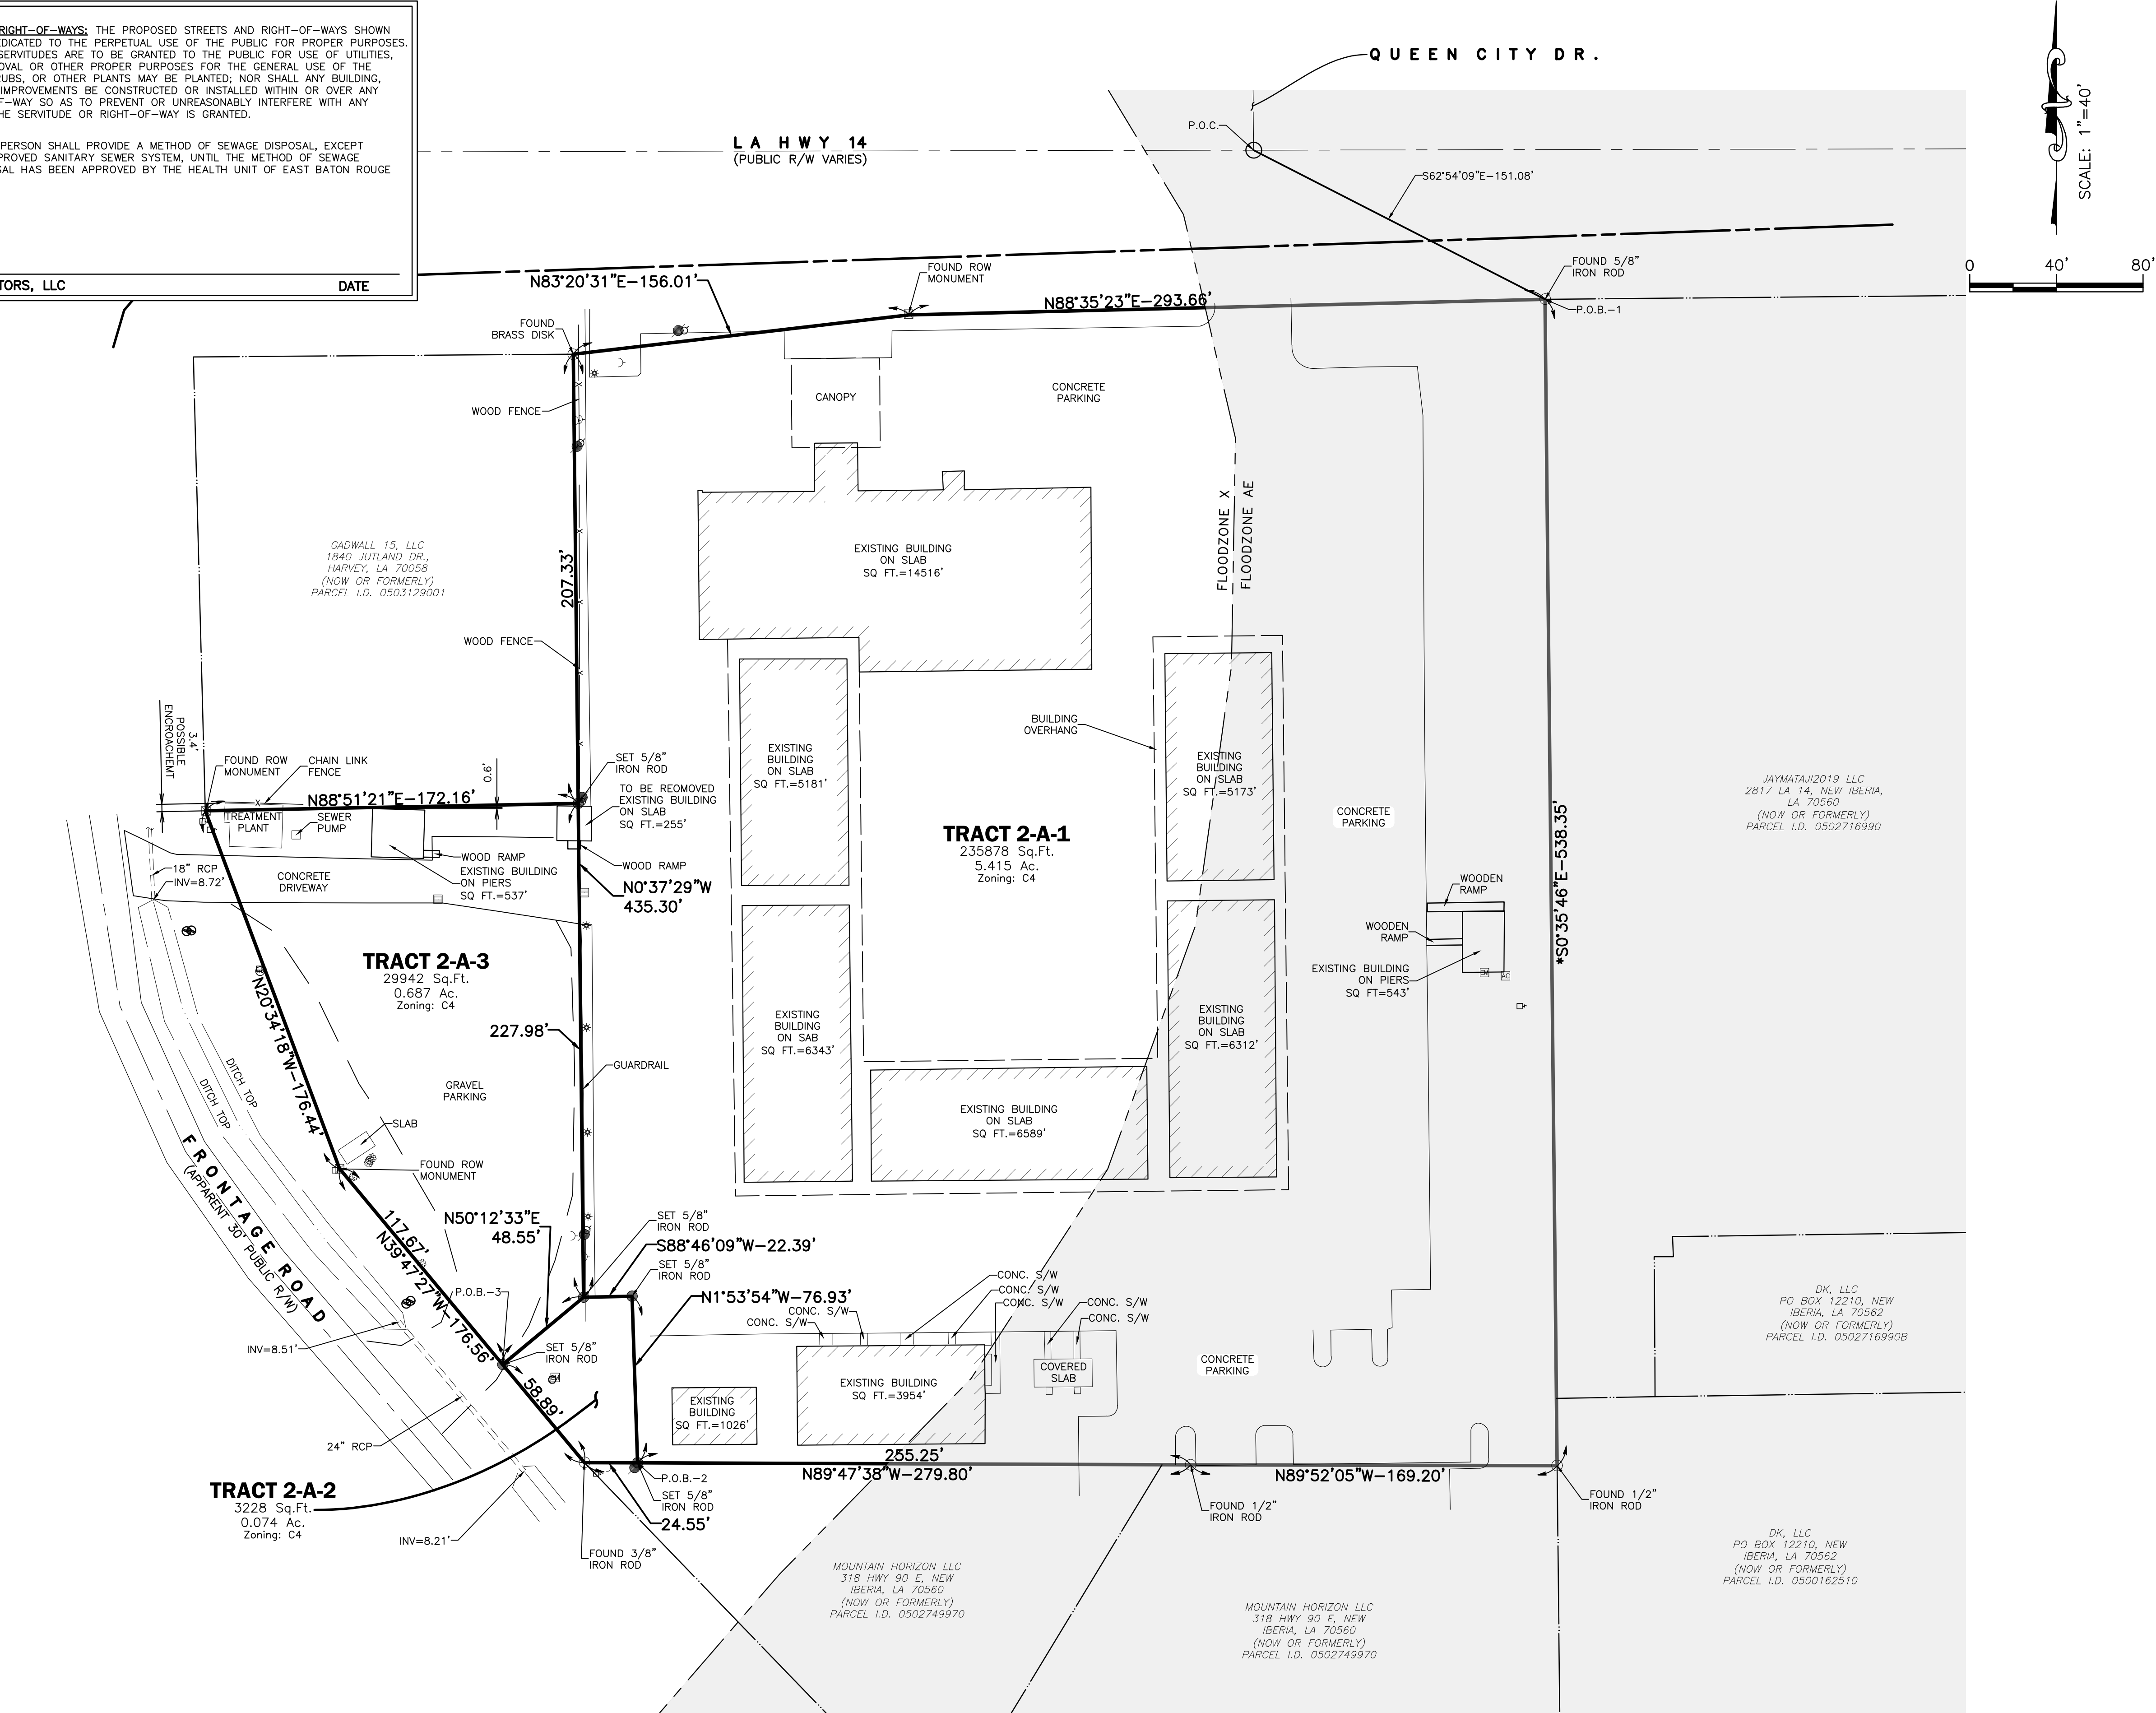 RIGHT-OF-WAYS: THE PROPOSED STREETS AND RIGHT-OF-WAYS SHOWN
EDICATED TO THE PERPETUAL USE OF THE PUBLIC FOR PROPER PURPOSES.
SERVITUDES ARE TO BE GRANTED TO THE PUBLIC FOR USE OF UTILITIES,
OVAL OR OTHER PROPER PURPOSES FOR THE GENERAL USE OF THE
UBS, OR OTHER PLANTS MAY BE PLANTED; NOR SHALL ANY BUILDING,
IMPROVEMENTS BE CONSTRUCTED OR INSTALLED WITHIN OR OVER ANY
F-WAY SO AS TO PREVENT OR UNREASONABLY INTERFERE WITH ANY
HE SERVITUDE OR RIGHT-OF-WAY IS GRANTED.
PERSON SHALL PROVIDE A METHOD OF SEWAGE DISPOSAL, EXCEPT
PROVED SANITARY SEWER SYSTEM, UNTIL THE METHOD OF SEWAGE
SAL HAS BEEN APPROVED BY THE HEALTH UNIT OF EAST BATON ROUGE
TORS, LLC
DATE
QUEEN CITY DR.
P.O.C.
LA HWY 14
(PUBLIC R/W VARIES)
S62°54'09"E-151.08'
SCALE: 1"=40'
0 40' 80'
FOUND 5/8"
IRON ROD
P.O.B.-1
FOUND ROW
MONUMENT
N83°20'31"E-156.01'
N88°35'23"E-293.66'
FOUND
BRASS DISK
WOOD FENCE
CANOPY
CONCRETE
PARKING
FLOODZONE X
FLOODZONE AE
GADWALL 15, LLC
1840 JUTLAND DR.,
HARVEY, LA 70058
(NOW OR FORMERLY)
PARCEL I.D. 0503129001
207.33'
EXISTING BUILDING
ON SLAB
SQ FT.=14516'
WOOD FENCE
BUILDING
OVERHANG
EXISTING
BUILDING
ON SLAB
SQ FT.=5181'
EXISTING
BUILDING
ON SLAB
SQ FT.=5173'
3.4'
POSSIBLE
ENCROACHEMT
FOUND ROW
MONUMENT
CHAIN LINK
FENCE
0.6'
SET 5/8"
IRON ROD
N88°51'21"E-172.16'
TO BE REOMOVED
EXISTING BUILDING
ON SLAB
SQ FT.=255'
TREATMENT
PLANT
SEWER
PUMP
WOOD RAMP
EXISTING BUILDING
ON PIERS
SQ FT.=537'
WOOD RAMP
N0°37'29"W
435.30'
18" RCP
INV=8.72'
CONCRETE
DRIVEWAY
TRACT 2-A-1
235878 Sq.Ft.
5.415 Ac.
Zoning: C4
CONCRETE
PARKING
*S0°35'46"E-538.35'
JAYMATAJI2019 LLC
2817 LA 14, NEW IBERIA,
LA 70560
(NOW OR FORMERLY)
PARCEL I.D. 0502716990
WOODEN
RAMP
WOODEN
RAMP
EXISTING BUILDING
ON PIERS
SQ FT=543'
TRACT 2-A-3
29942 Sq.Ft.
0.687 Ac.
Zoning: C4
N20°34'18"W-176.44'
227.98'
GUARDRAIL
DITCH TOP
DITCH TOP
GRAVEL
PARKING
SLAB
FOUND ROW
MONUMENT
EXISTING
BUILDING
ON SAB
SQ FT.=6343'
EXISTING
BUILDING
ON SLAB
SQ FT.=6312'
EXISTING BUILDING
ON SLAB
SQ FT.=6589'
FRONTAGE ROAD
(APPARENT 30' PUBLIC R/W)
117.67'
N39°47'27"W-176.56'
N50°12'33"E
48.55'
SET 5/8"
IRON ROD
S88°46'09"W-22.39'
SET 5/8"
IRON ROD
N1°53'54"W-76.93'
P.O.B.-3
SET 5/8"
IRON ROD
58.89'
INV=8.51'
24" RCP
CONC. S/W
CONC. S/W
CONC. S/W
CONC. S/W
CONC. S/W
CONC. S/W
CONC. S/W
COVERED
SLAB
CONCRETE
PARKING
EXISTING BUILDING
SQ FT.=3954'
EXISTING
BUILDING
SQ FT.=1026'
DK, LLC
PO BOX 12210, NEW
IBERIA, LA 70562
(NOW OR FORMERLY)
PARCEL I.D. 0502716990B
255.25'
N89°47'38"W-279.80'
N89°52'05"W-169.20'
P.O.B.-2
SET 5/8"
IRON ROD
24.55'
TRACT 2-A-2
3228 Sq.Ft.
0.074 Ac.
Zoning: C4
INV=8.21'
FOUND 3/8"
IRON ROD
FOUND 1/2"
IRON ROD
FOUND 1/2"
IRON ROD
MOUNTAIN HORIZON LLC
318 HWY 90 E, NEW
IBERIA, LA 70560
(NOW OR FORMERLY)
PARCEL I.D. 0502749970
MOUNTAIN HORIZON LLC
318 HWY 90 E, NEW
IBERIA, LA 70560
(NOW OR FORMERLY)
PARCEL I.D. 0502749970
DK, LLC
PO BOX 12210, NEW
IBERIA, LA 70562
(NOW OR FORMERLY)
PARCEL I.D. 0500162510